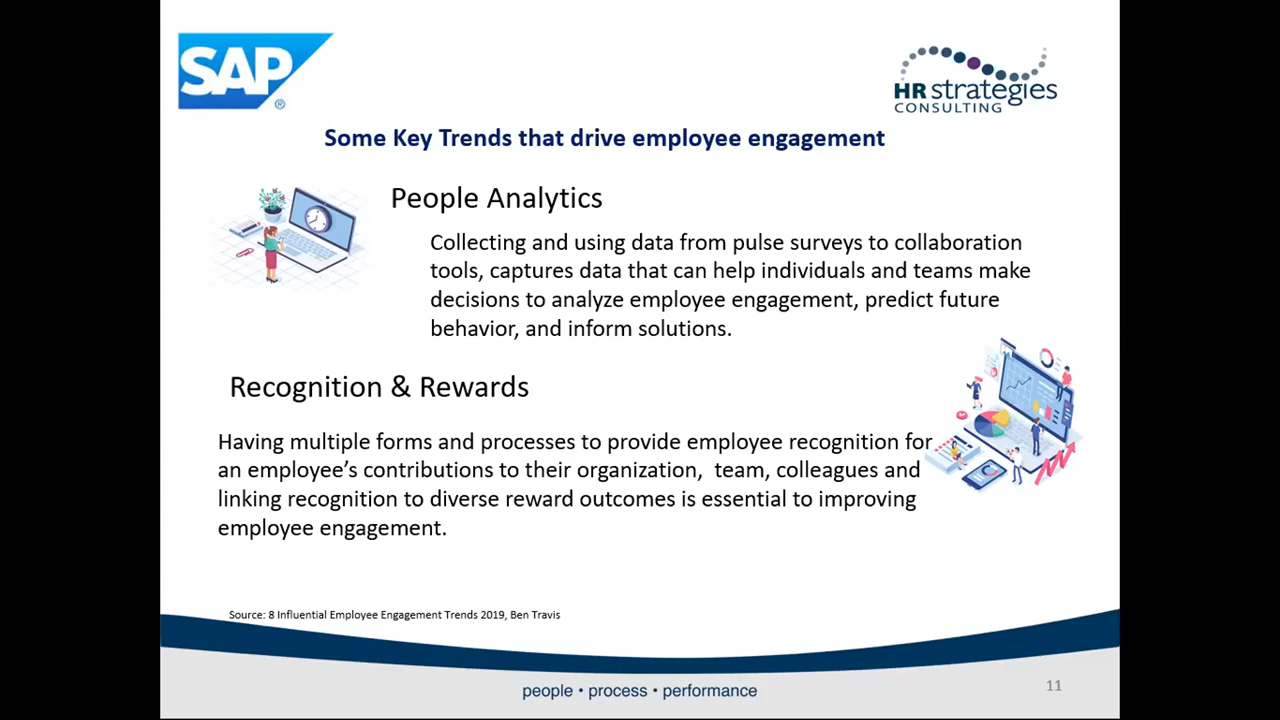 SAP®
HR strategies
CONSULTING
Some Key Trends that drive employee engagement
People Analytics
Collecting and using data from pulse surveys to collaboration
tools, captures data that can help individuals and teams make
decisions to analyze employee engagement, predict future
behavior, and inform solutions.
Recognition & Rewards
Having multiple forms and processes to provide employee recognition for
an employee’s contributions to their organization,  team, colleagues and
linking recognition to diverse reward outcomes is essential to improving
employee engagement.
Source: 8 Influential Employee Engagement Trends 2019, Ben Travis
people • process • performance
11